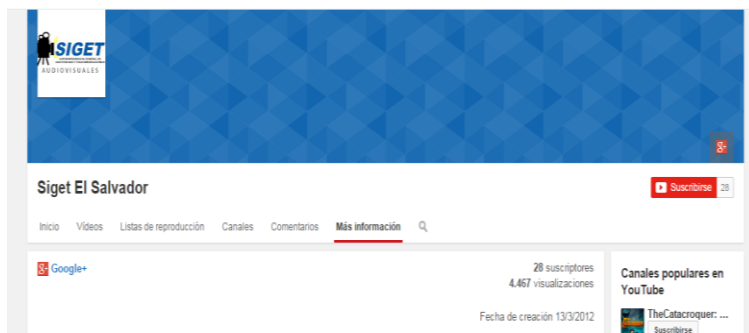 SIGET
AUDIOVISUALES
Siget El Salvador
Suscribirse 28
Inicio Vídeos Listas de reproducción Canales Comentarios Más información
Google+
28 suscriptores
4.467 visualizaciones
Fecha de creación 13/3/2012
Canales populares en
YouTube
TheCatacroquer: ...
Suscribirse